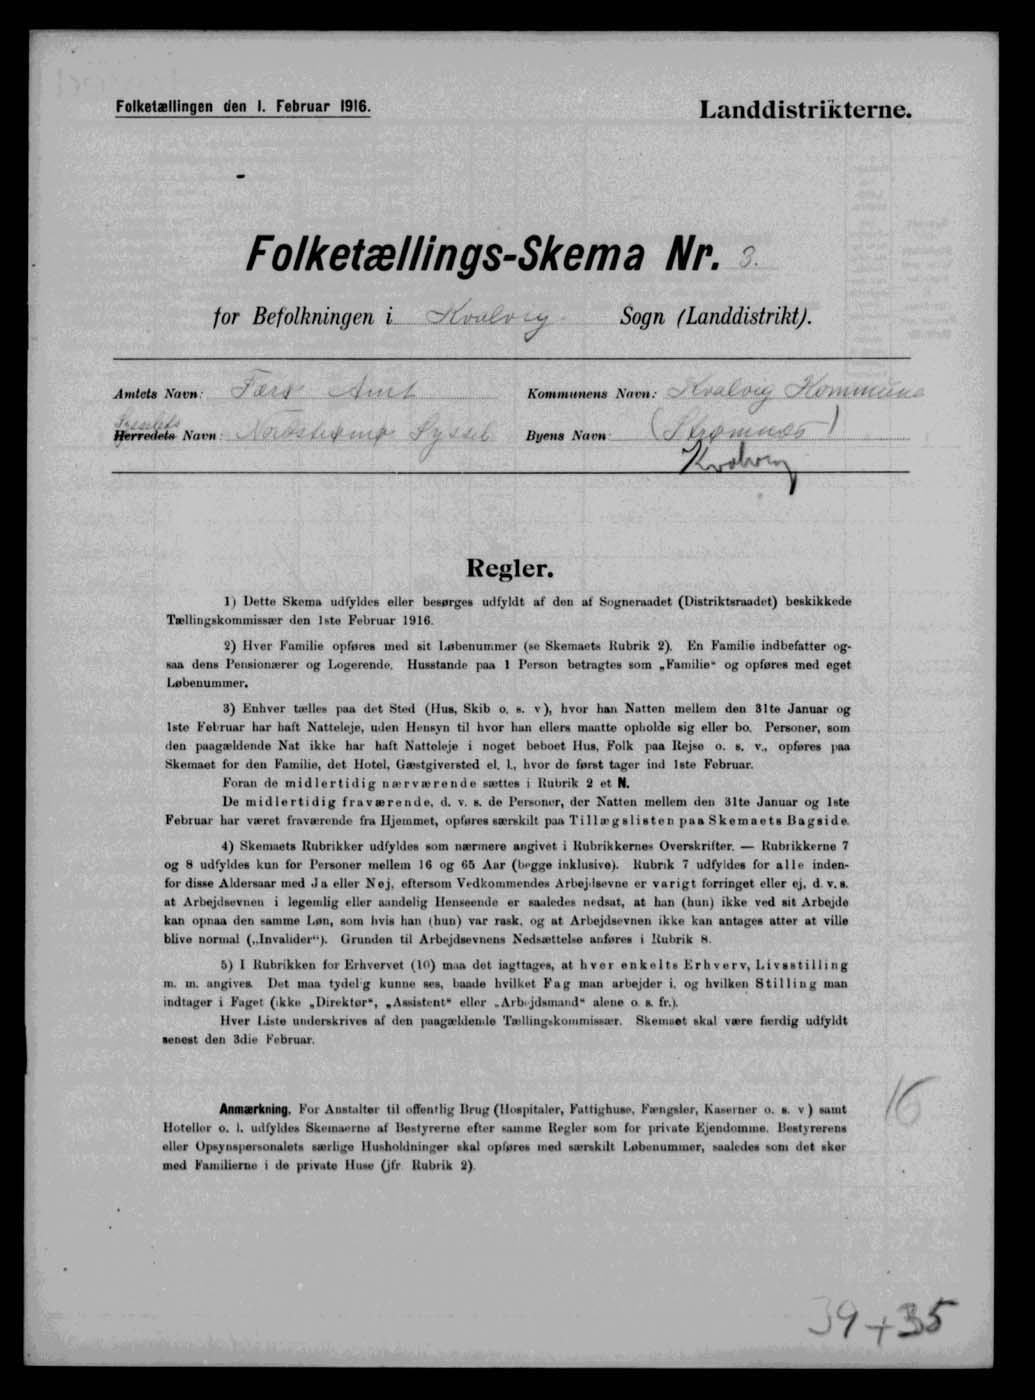 Folketællingen den 1. Februar 1916.
Landdistrikterne.
Folketællings-Skema Nr. 3.
for Befolkningen i Kvalvig Sogn (Landdistrikt).
Amtets Navn: Færø Amt
Kommunens Navn: Kvalvig Kommune
Sysselets
Herredets Navn: Norderstrømø Syssel
Byens Navn: (Strømnæs)
Kvalvig
Regler.
1) Dette Skema udfyldes eller besørges udfyldt af den af Sogneraadet (Distriktsraadet) beskikkede
Tællingskommissær den 1ste Februar 1916.
2) Hver Familie opføres med sit Løbenummer (se Skemaets Rubrik 2). En Familie indbefatter og-
saa dens Pensionærer og Logerende. Husstande paa 1 Person betragtes som „Familie“ og opføres med eget
Løbenummer.
3) Enhver tælles paa det Sted (Hus, Skib o. s. v), hvor han Natten mellem den 31te Januar og
1ste Februar har haft Natteleje, uden Hensyn til hvor han ellers maatte opholde sig eller bo. Personer, som
den paagældende Nat ikke har haft Natteleje i noget beboet Hus, Folk paa Rejse o. s. v., opføres paa
Skemaet for den Familie, det Hotel, Gæstgiversted el. l., hvor de først tager ind 1ste Februar.
Foran de midlertidig nærværende sættes i Rubrik 2 et N.
De midlertidig fraværende, d. v. s. de Personer, der Natten mellem den 31te Januar og 1ste
Februar har været fraværende fra Hjemmet, opføres særskilt paa Tillægslisten paa Skemaets Bagside.
4) Skemaets Rubrikker udfyldes som nærmere angivet i Rubrikkernes Overskrifter. — Rubrikkerne 7
og 8 udfyldes kun for Personer mellem 16 og 65 Aar (begge inklusive). Rubrik 7 udfyldes for alle inden-
for disse Aldersaar med Ja eller Nej, eftersom Vedkommendes Arbejdsevne er varigt forringet eller ej, d. v. s.
at Arbejdsevnen i legemlig eller aandelig Henseende er saaledes nedsat, at han (hun) ikke ved sit Arbejde
kan opnaa den samme Løn, som hvis han (hun) var rask, og at Arbejdsevnen ikke kan antages atter at ville
blive normal („Invalider“). Grunden til Arbejdsevnens Nedsættelse anføres i Rubrik 8.
5) I Rubrikken for Erhvervet (10) maa det iagttages, at hver enkelts Erhverv, Livsstilling
m. m. angives. Det maa tydelig kunne ses, baade hvilket Fag man arbejder i, og hvilken Stilling man
indtager i Faget (ikke „Direktør“, „Assistent“ eller „Arbejdsmand“ alene o. s. fr.).
Hver Liste underskrives af den paagældende Tællingskommissær. Skemaet skal være færdig udfyldt
senest den 3die Februar.
16
Anmærkning. For Anstalter til offentlig Brug (Hospitaler, Fattighuse, Fængsler, Kaserner o. s. v) samt
Hoteller o. l. udfyldes Skemaerne af Bestyrerne efter samme Regler som for private Ejendomme. Bestyrerens
eller Opsynspersonalets særlige Husholdninger skal opføres med særskilt Løbenummer, saaledes som det sker
med Familierne i de private Huse (jfr. Rubrik 2).
39+35